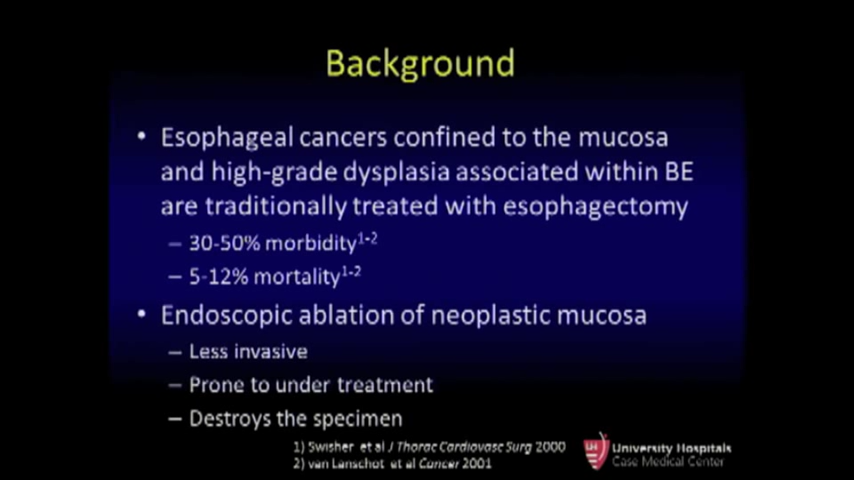 Background
• Esophageal cancers confined to the mucosa
and high-grade dysplasia associated within BE
are traditionally treated with esophagectomy
– 30-50% morbidity1-2
– 5-12% mortality1-2
• Endoscopic ablation of neoplastic mucosa
– Less invasive
– Prone to under treatment
– Destroys the specimen
1) Swisher et al J Thorac Cardiovasc Surg 2000
2) van Lanschot et al Cancer 2001
UH
University Hospitals
Case Medical Center